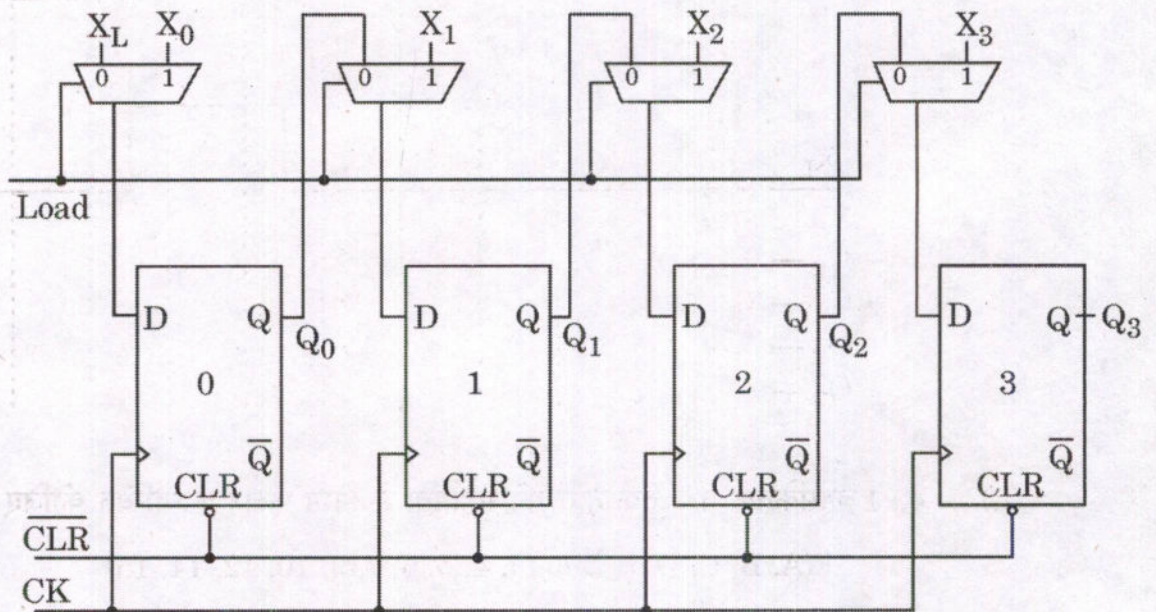 X_L X_0 X_1 X_2 X_3
0 1 0 1 0 1 0 1
Load
D Q Q_0 D Q Q_1 D Q Q_2 D Q Q_3
0 1 2 3
Q̅ Q̅ Q̅ Q̅
CLR CLR CLR CLR
C̅L̅R̅
CK